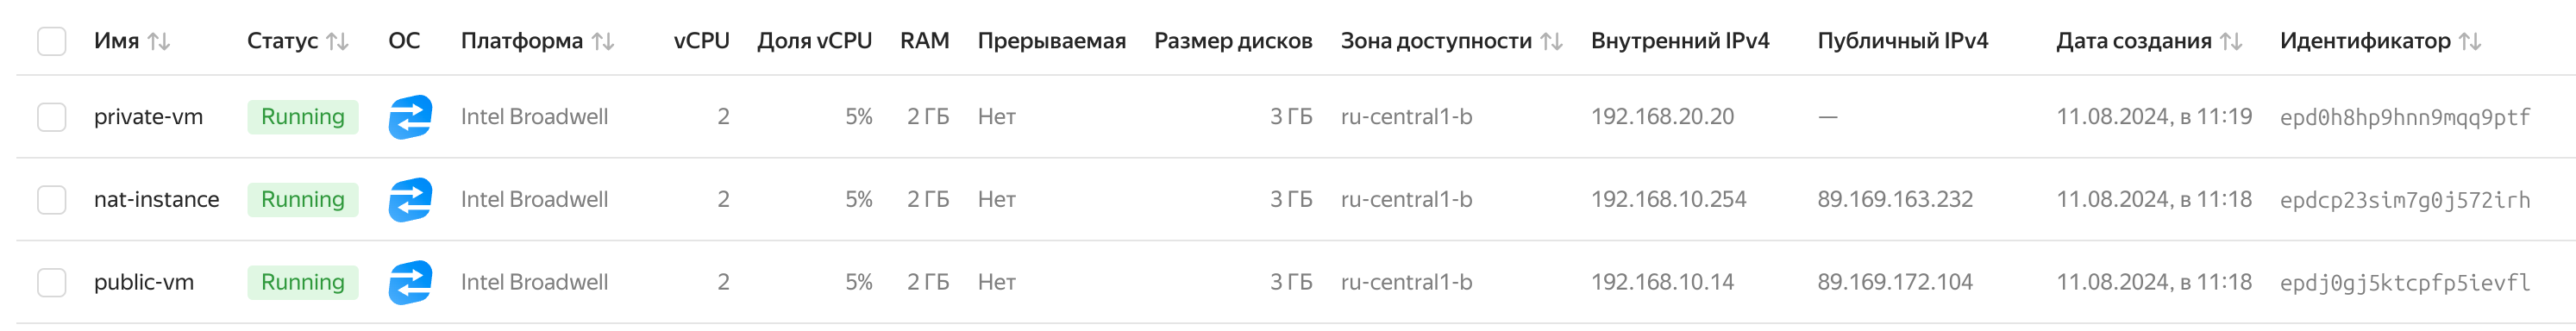 Имя Статус ОС Платформа vCPU Доля vCPU RAM Прерываемая Размер дисков Зона доступности Внутренний IPv4 Публичный IPv4 Дата создания Идентификатор
private-vm Running Intel Broadwell 2 5% 2 ГБ Нет 3 ГБ ru-central1-b 192.168.20.20 — 11.08.2024, в 11:19 epd0h8hp9hnn9mqq9ptf
nat-instance Running Intel Broadwell 2 5% 2 ГБ Нет 3 ГБ ru-central1-b 192.168.10.254 89.169.163.232 11.08.2024, в 11:18 epdcp23sim7g0j572irh
public-vm Running Intel Broadwell 2 5% 2 ГБ Нет 3 ГБ ru-central1-b 192.168.10.14 89.169.172.104 11.08.2024, в 11:18 epdj0gj5ktcpfp5ievfl